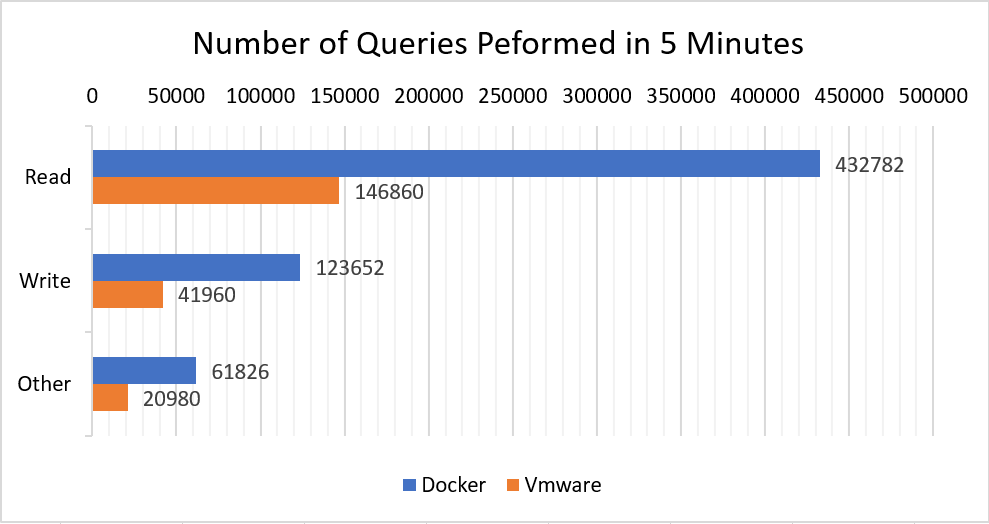 Number of Queries Peformed in 5 Minutes
0 50000 100000 150000 200000 250000 300000 350000 400000 450000 500000
Read 432782
146860
Write 123652
41960
Other 61826
20980
Docker Vmware